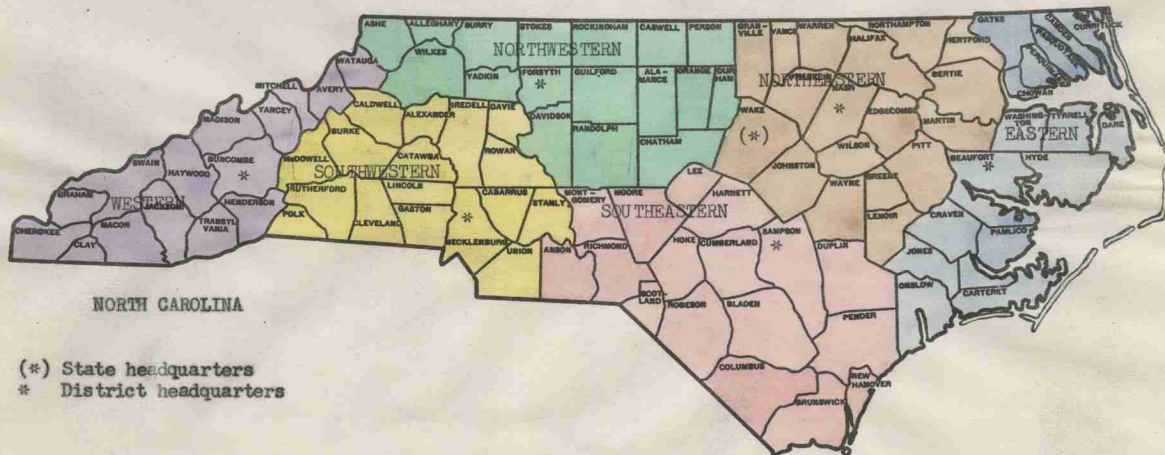 ASHE
ALLEGHANY
SURRY
STOKES
ROCKINGHAM
CASWELL
PERSON
GRAN-
VILLE
VANCE
WARREN
NORTHAMPTON
GATES
CAMDEN
CURRITUCK
PASQUOTANK
PERQUIMANS
CHOWAN
HALIFAX
HERTFORD
BERTIE
WATAUGA
WILKES
NORTHWESTERN
YADKIN
FORSYTH
*
GUILFORD
ALA-
MANCE
ORANGE
DUR
HAM
NORTHEASTERN
FRANKLIN
NASH
*
EDGECOMBE
MARTIN
WASHING-
TON
TYRRELL
DARE
EASTERN
MITCHELL
AVERY
CALDWELL
ALEXANDER
IREDELL
DAVIE
DAVIDSON
RANDOLPH
CHATHAM
WAKE
(*)
WILSON
PITT
BEAUFORT
*
HYDE
MADISON
YANCEY
BURKE
CATAWBA
ROWAN
JOHNSTON
WAYNE
GREENE
LENOIR
CRAVEN
PAMLICO
JONES
SWAIN
HAYWOOD
BUNCOMBE
*
McDOWELL
SOUTHWESTERN
LINCOLN
CABARRUS
STANLY
MONT-
GOMERY
MOORE
LEE
HARNETT
SOUTHEASTERN
GRAHAM
WESTERN
JACKSON
HENDERSON
RUTHERFORD
POLK
CLEVELAND
GASTON
*
MECKLENBURG
UNION
ANSON
RICHMOND
HOKE
CUMBERLAND
SAMPSON
*
DUPLIN
ONSLOW
CARTERET
CHEROKEE
CLAY
MACON
TRANSYL
VANIA
SCOT-
LAND
ROBESON
BLADEN
PENDER
COLUMBUS
NEW
HANOVER
BRUNSWICK
NORTH CAROLINA
(*) State headquarters
* District headquarters